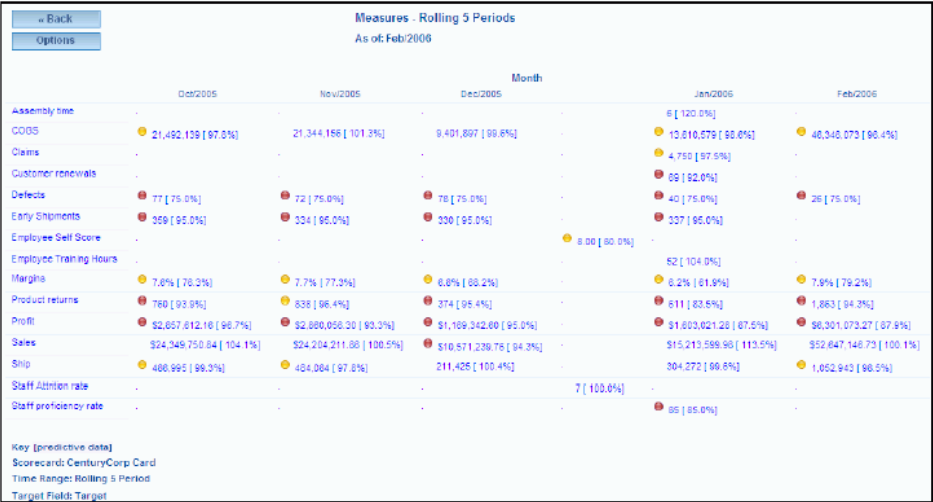 « Back
Measures - Rolling 5 Periods
Options
As of: Feb/2006
Month
Oct/2005 Nov/2005 Dec/2005 Jan/2006 Feb/2006
Assembly time . . . 6 [ 120.0%] .
COGS 21,492,139 [ 97.8%] 21,344,156 [ 101.3%] 9,401,897 [ 99.6%] . 13,610,579 [ 98.6%] 46,346,073 [ 96.4%]
Claims . . . . 4,750 [ 97.5%] .
Customer renewals . . . . 69 [ 92.0%] .
Defects 77 [ 75.0%] 72 [ 75.0%] 78 [ 75.0%] . 40 [ 75.0%] 26 [ 75.0%]
Early Shipments 359 [ 95.0%] 334 [ 95.0%] 330 [ 95.0%] . 337 [ 95.0%] .
Employee Self Score . . . 8.00 [ 80.0%] . .
Employee Training Hours . . . . 52 [ 104.0%] .
Margins 7.6% [ 76.3%] 7.7% [ 77.3%] 6.8% [ 68.2%] . 6.2% [ 61.9%] 7.9% [ 79.2%]
Product returns 760 [ 93.9%] 838 [ 96.4%] 374 [ 95.4%] . 611 [ 83.5%] 1,863 [ 94.3%]
Profit $2,857,612.16 [ 96.7%] $2,860,056.30 [ 93.3%] $1,169,342.60 [ 95.0%] . $1,603,021.28 [ 87.5%] $6,301,073.27 [ 87.9%]
Sales $24,349,750.84 [ 104.1%] $24,204,211.88 [ 100.5%] $10,571,239.76 [ 94.3%] . $15,213,599.98 [ 113.5%] $52,647,146.73 [ 100.1%]
Ship 486,995 [ 99.3%] 484,084 [ 97.8%] 211,425 [ 100.4%] . 304,272 [ 99.6%] 1,052,943 [ 98.5%]
Staff Attrition rate . . . 7 [ 100.0%] . .
Staff proficiency rate . . . . 85 [ 85.0%] .
Key [predictive data]
Scorecard: CenturyCorp Card
Time Range: Rolling 5 Period
Target Field: Target